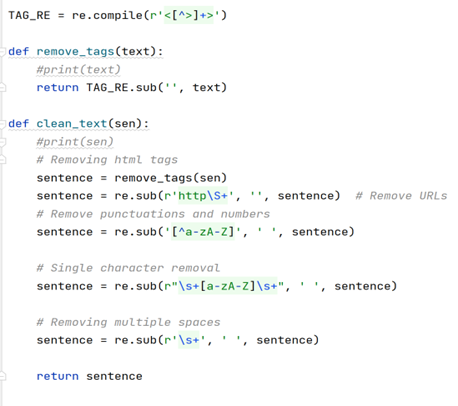 TAG_RE = re.compile(r'<[^>]+>')
def remove_tags(text):
#print(text)
return TAG_RE.sub('', text)
def clean_text(sen):
#print(sen)
# Removing html tags
sentence = remove_tags(sen)
sentence = re.sub(r'http\S+', '', sentence)  # Remove URLs
# Remove punctuations and numbers
sentence = re.sub('[^a-zA-Z]', ' ', sentence)
# Single character removal
sentence = re.sub(r"\s+[a-zA-Z]\s+", ' ', sentence)
# Removing multiple spaces
sentence = re.sub(r'\s+', ' ', sentence)
return sentence